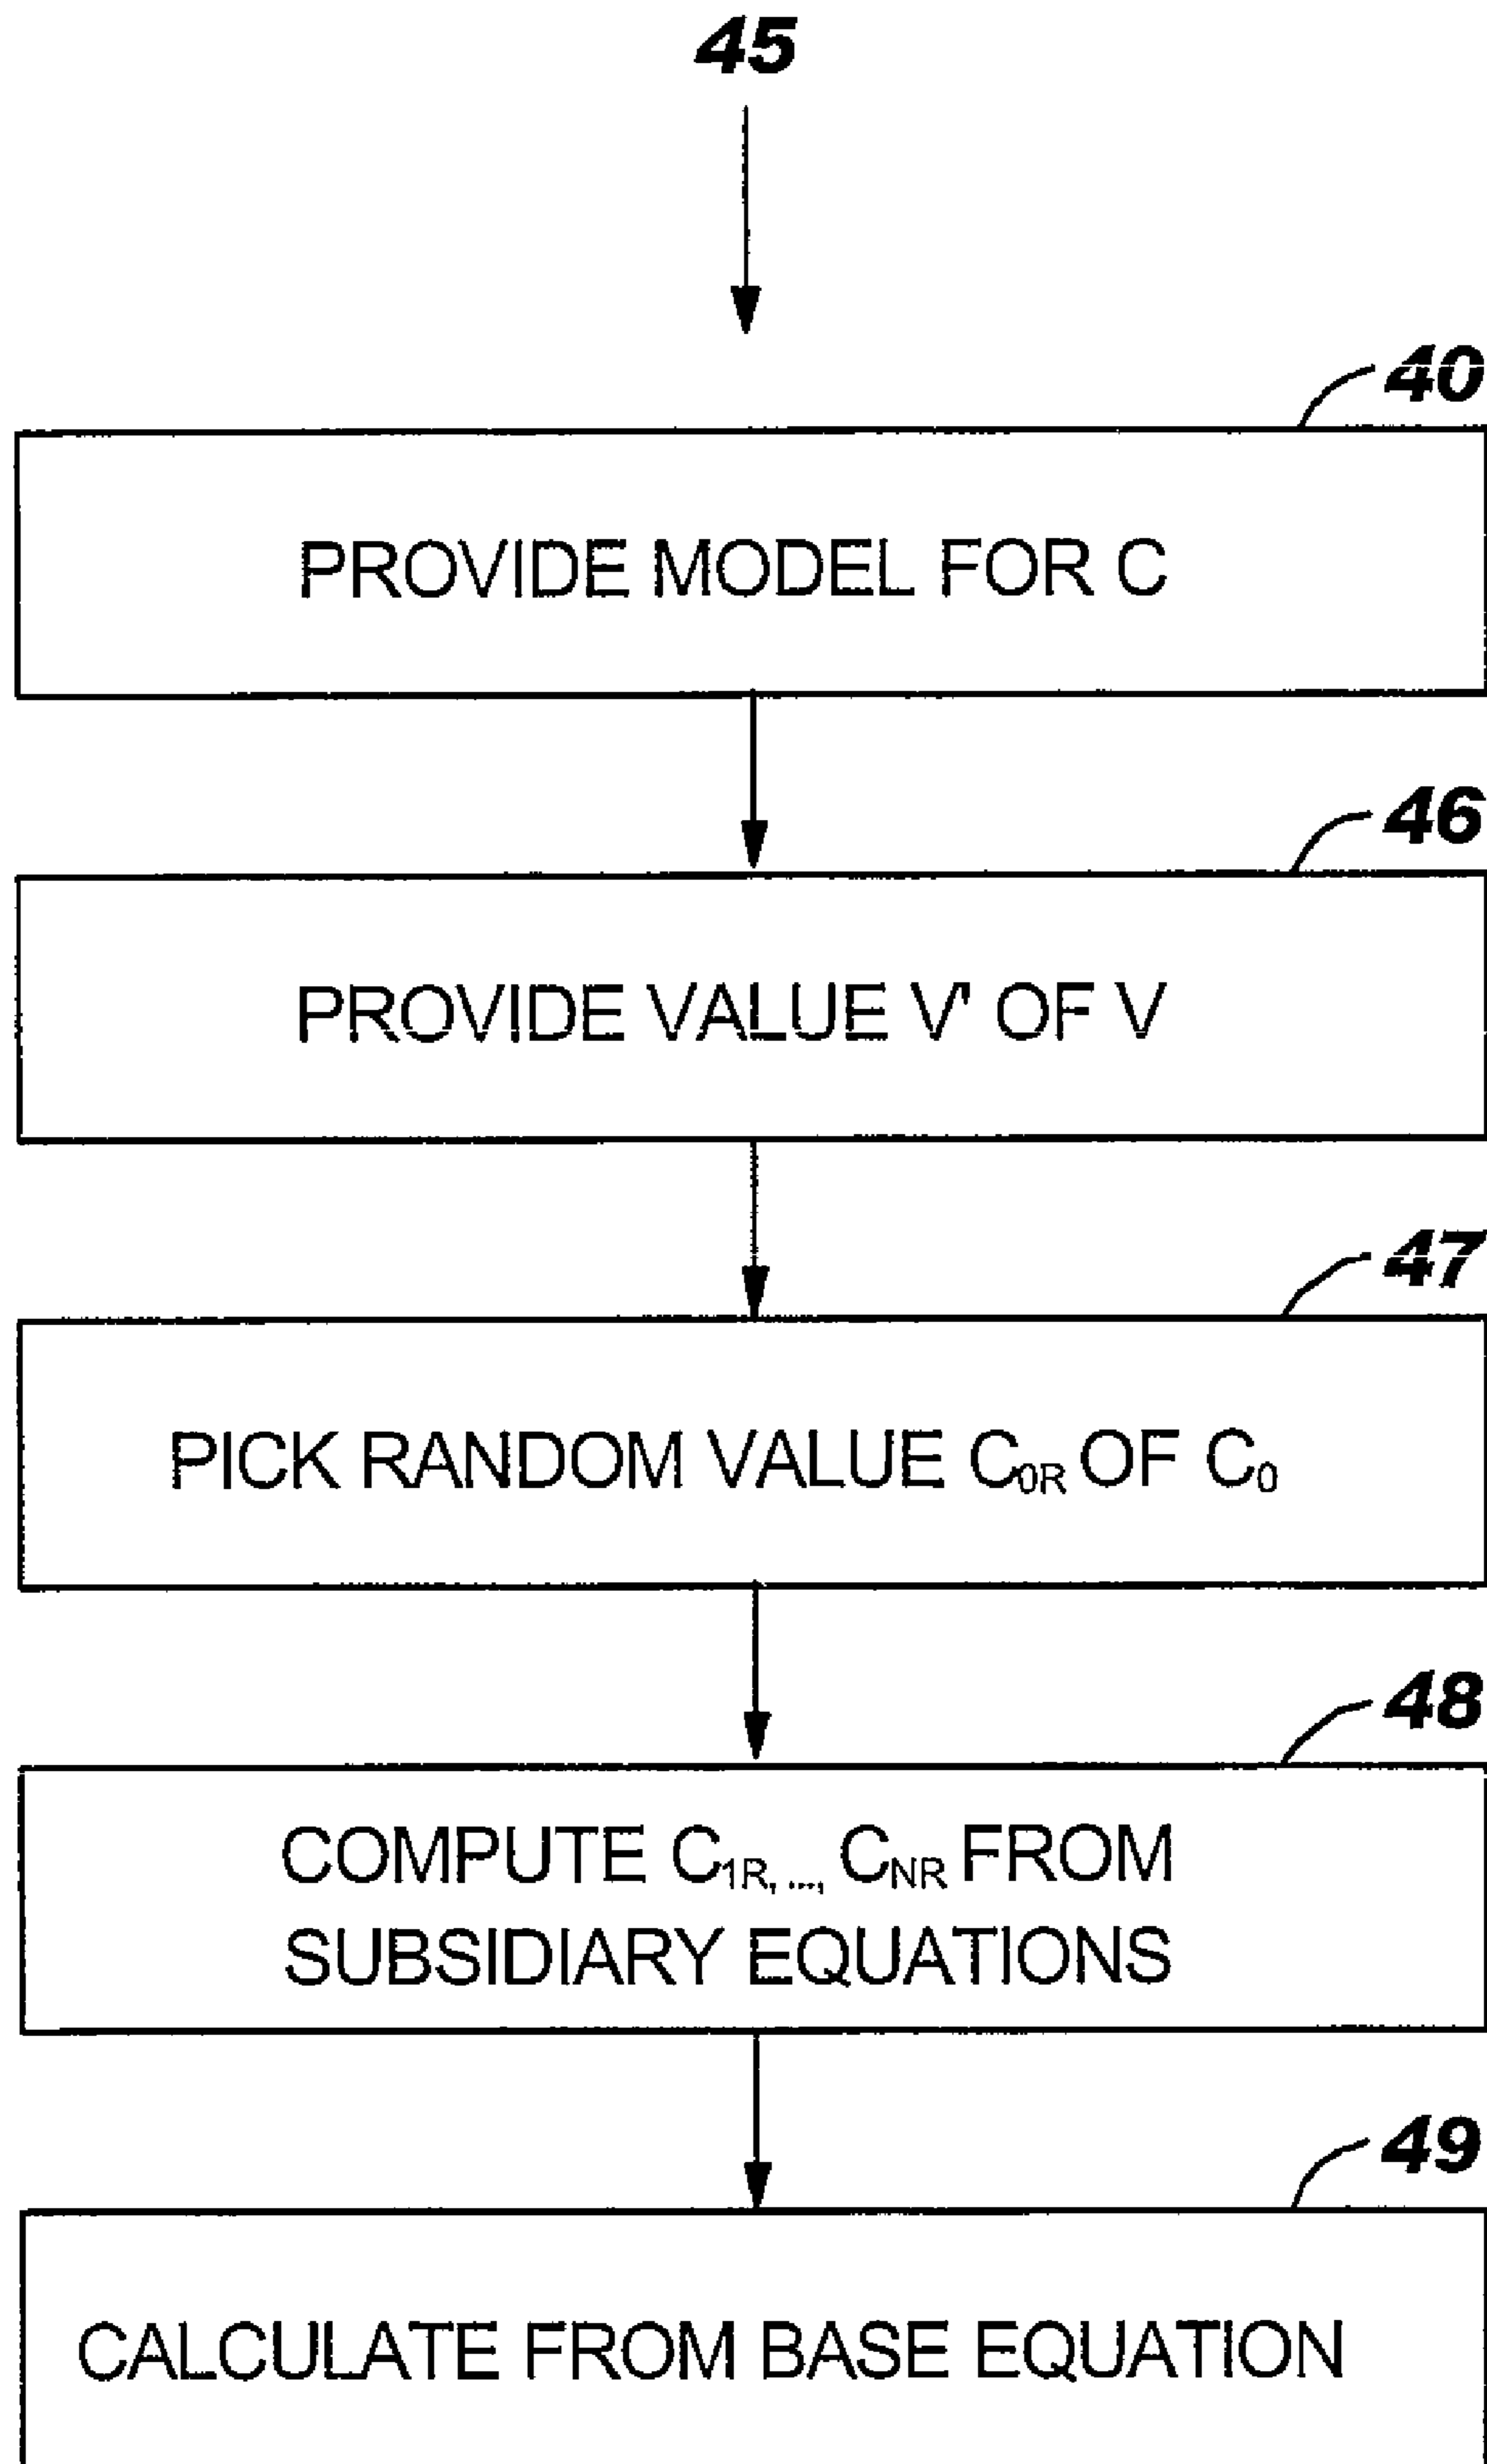 45
40
PROVIDE MODEL FOR C
46
PROVIDE VALUE V' OF V
47
PICK RANDOM VALUE C₀R OF C₀
48
COMPUTE C₁R, ..., CNR FROM
SUBSIDIARY EQUATIONS
49
CALCULATE FROM BASE EQUATION